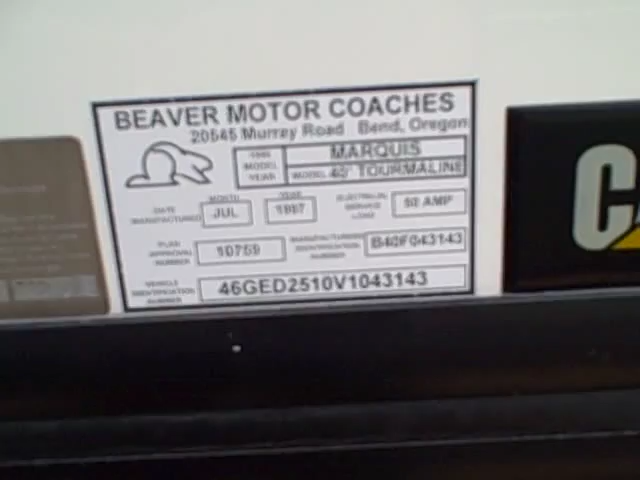 BEAVER MOTOR COACHES
20545 Murray Road Bend, Oregon
MODEL YEAR
MARQUIS
MODEL 40' TOURMALINE
DATE MANUFACTURED
MONTH
JUL
YEAR
1997
ELECTRICAL SERVICE LOAD
50 AMP
PLAN APPROVAL NUMBER
10759
MANUFACTURERS IDENTIFICATION NUMBER
B40F043143
VEHICLE IDENTIFICATION NUMBER
46GED2510V1043143